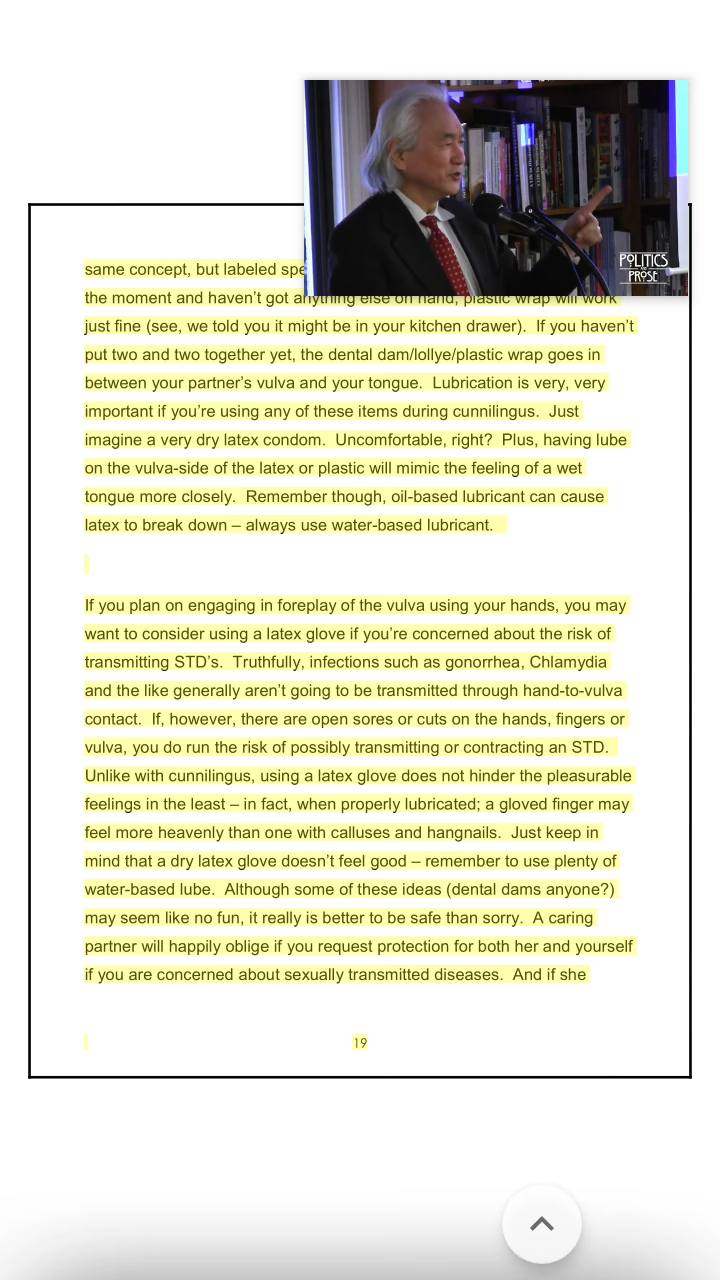 POLITICS
AND
PROSE
same concept, but labeled spe
the moment and haven't got anything else on hand, plastic wrap will work
just fine (see, we told you it might be in your kitchen drawer).  If you haven't
put two and two together yet, the dental dam/lollye/plastic wrap goes in
between your partner's vulva and your tongue.  Lubrication is very, very
important if you're using any of these items during cunnilingus.  Just
imagine a very dry latex condom.  Uncomfortable, right?  Plus, having lube
on the vulva-side of the latex or plastic will mimic the feeling of a wet
tongue more closely.  Remember though, oil-based lubricant can cause
latex to break down – always use water-based lubricant.
If you plan on engaging in foreplay of the vulva using your hands, you may
want to consider using a latex glove if you're concerned about the risk of
transmitting STD's.  Truthfully, infections such as gonorrhea, Chlamydia
and the like generally aren't going to be transmitted through hand-to-vulva
contact.  If, however, there are open sores or cuts on the hands, fingers or
vulva, you do run the risk of possibly transmitting or contracting an STD.
Unlike with cunnilingus, using a latex glove does not hinder the pleasurable
feelings in the least – in fact, when properly lubricated; a gloved finger may
feel more heavenly than one with calluses and hangnails.  Just keep in
mind that a dry latex glove doesn't feel good – remember to use plenty of
water-based lube.  Although some of these ideas (dental dams anyone?)
may seem like no fun, it really is better to be safe than sorry.  A caring
partner will happily oblige if you request protection for both her and yourself
if you are concerned about sexually transmitted diseases.  And if she
19